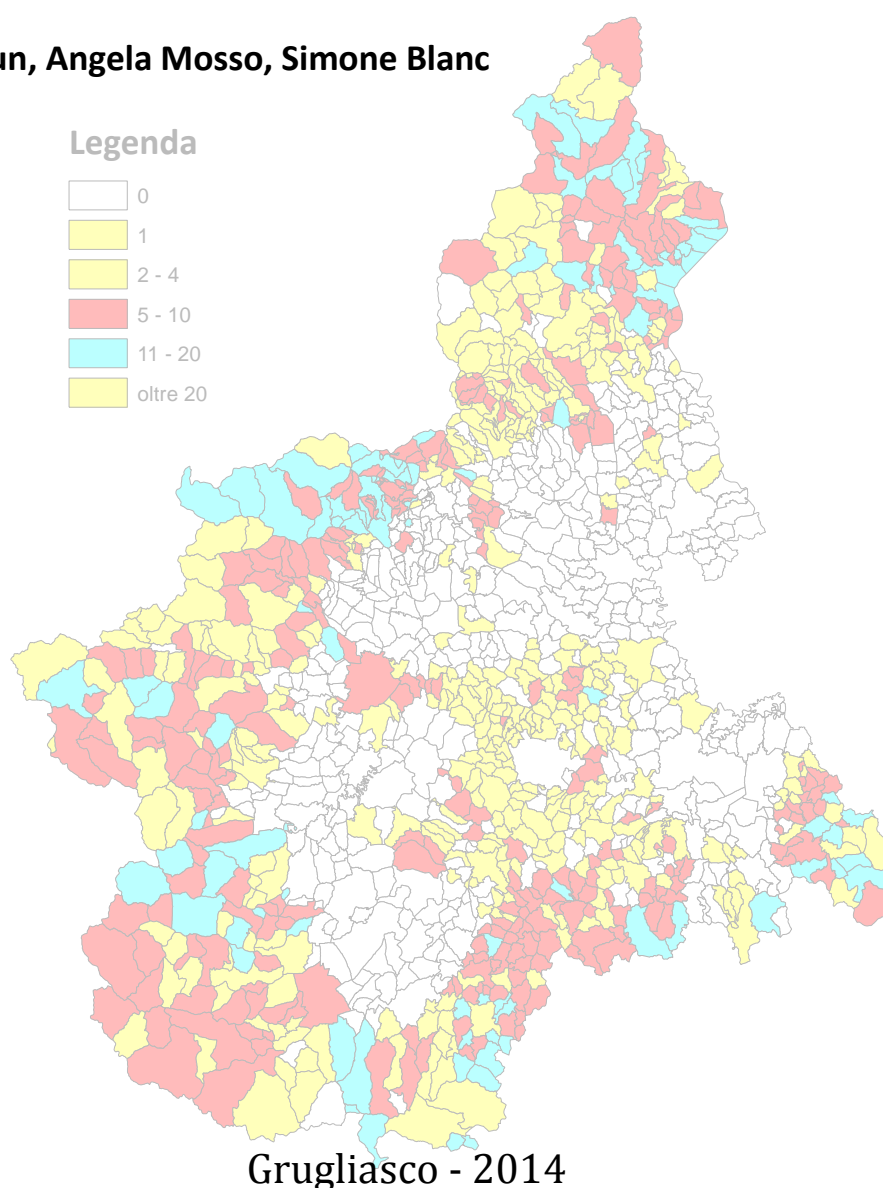 un, Angela Mosso, Simone Blanc
Legenda
0
1
2 - 4
5 - 10
11 - 20
oltre 20
Grugliasco - 2014